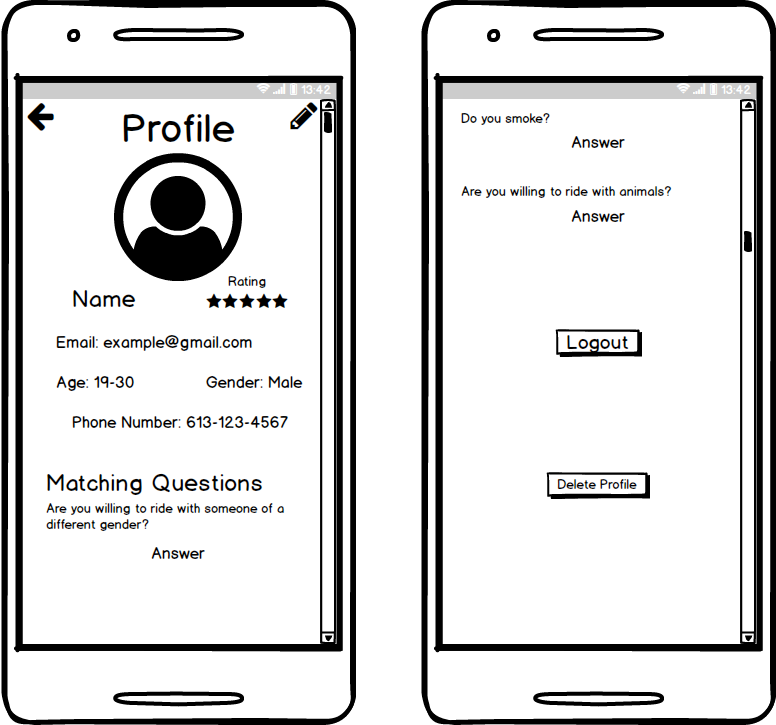 13:42
Profile
Rating
Name
Email: example@gmail.com
Age: 19-30 Gender: Male
Phone Number: 613-123-4567
Matching Questions
Are you willing to ride with someone of a
different gender?
Answer
13:42
Do you smoke?
Answer
Are you willing to ride with animals?
Answer
Logout
Delete Profile